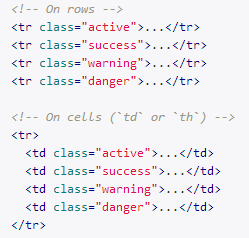 <!-- On rows -->
<tr class="active">...</tr>
<tr class="success">...</tr>
<tr class="warning">...</tr>
<tr class="danger">...</tr>

<!-- On cells (`td` or `th`) -->
<tr>
  <td class="active">...</td>
  <td class="success">...</td>
  <td class="warning">...</td>
  <td class="danger">...</td>
</tr>